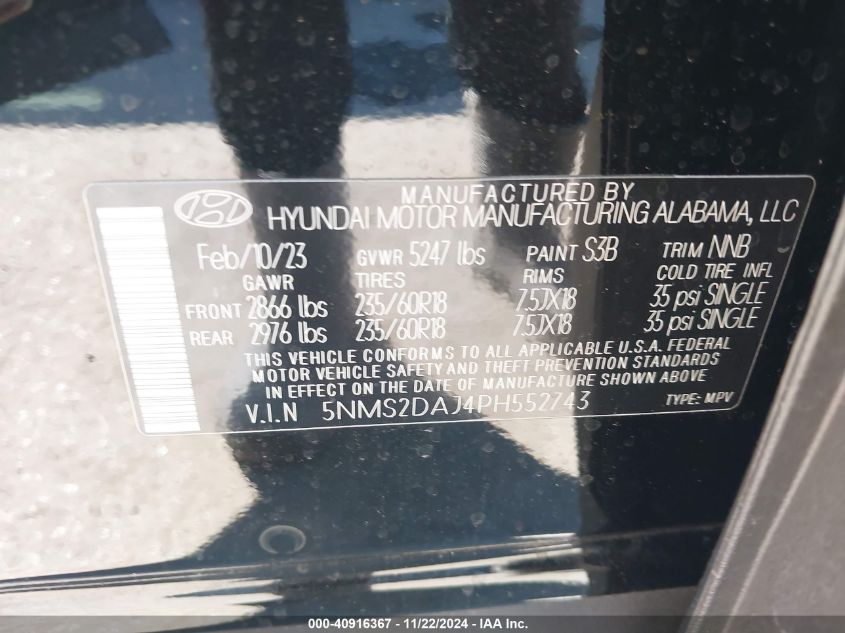 MANUFACTURED BY
HYUNDAI MOTOR MANUFACTURING ALABAMA, LLC
Feb/10/23 GVWR 5247 lbs PAINT S3B TRIM NNB
GAWR TIRES RIMS COLD TIRE INFL
FRONT 2866 lbs 235/60R18 7.5JX18 35 psi SINGLE
REAR 2976 lbs 235/60R18 7.5JX18 35 psi SINGLE
THIS VEHICLE CONFORMS TO ALL APPLICABLE U.S.A. FEDERAL
MOTOR VEHICLE SAFETY AND THEFT PREVENTION STANDARDS
IN EFFECT ON THE DATE OF MANUFACTURE SHOWN ABOVE
V.I.N 5NMS2DAJ4PH552743 TYPE: MPV
000-40916367 - 11/22/2024 - © IAA Holdings, LLC.